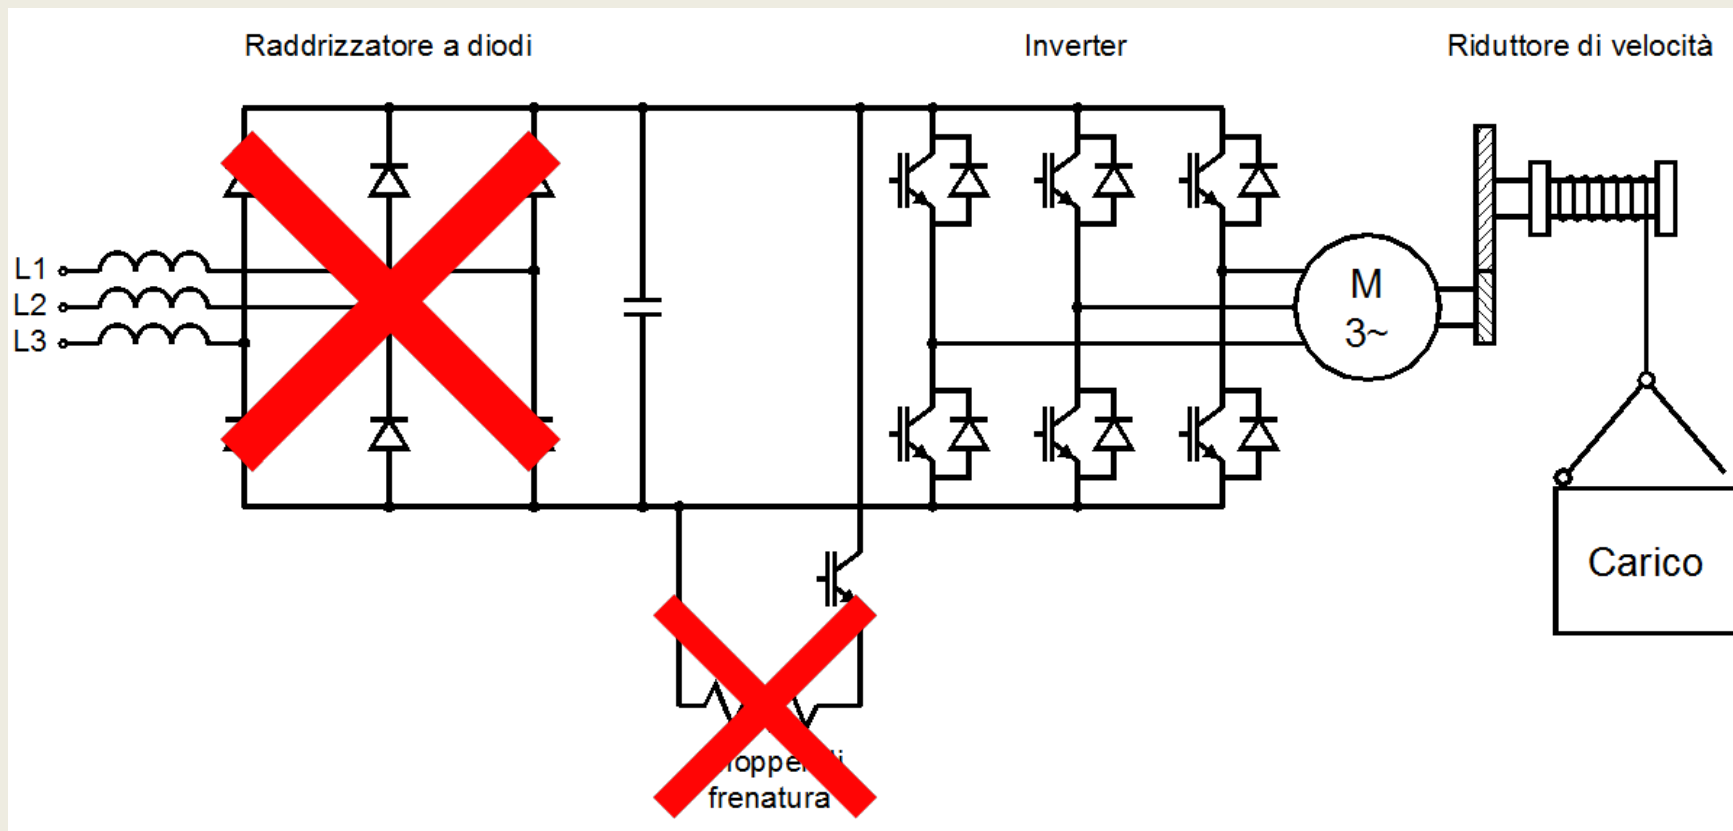 Raddrizzatore a diodi
Inverter
Riduttore di velocità
L1
L2
L3
M
3~
Carico
frenatura